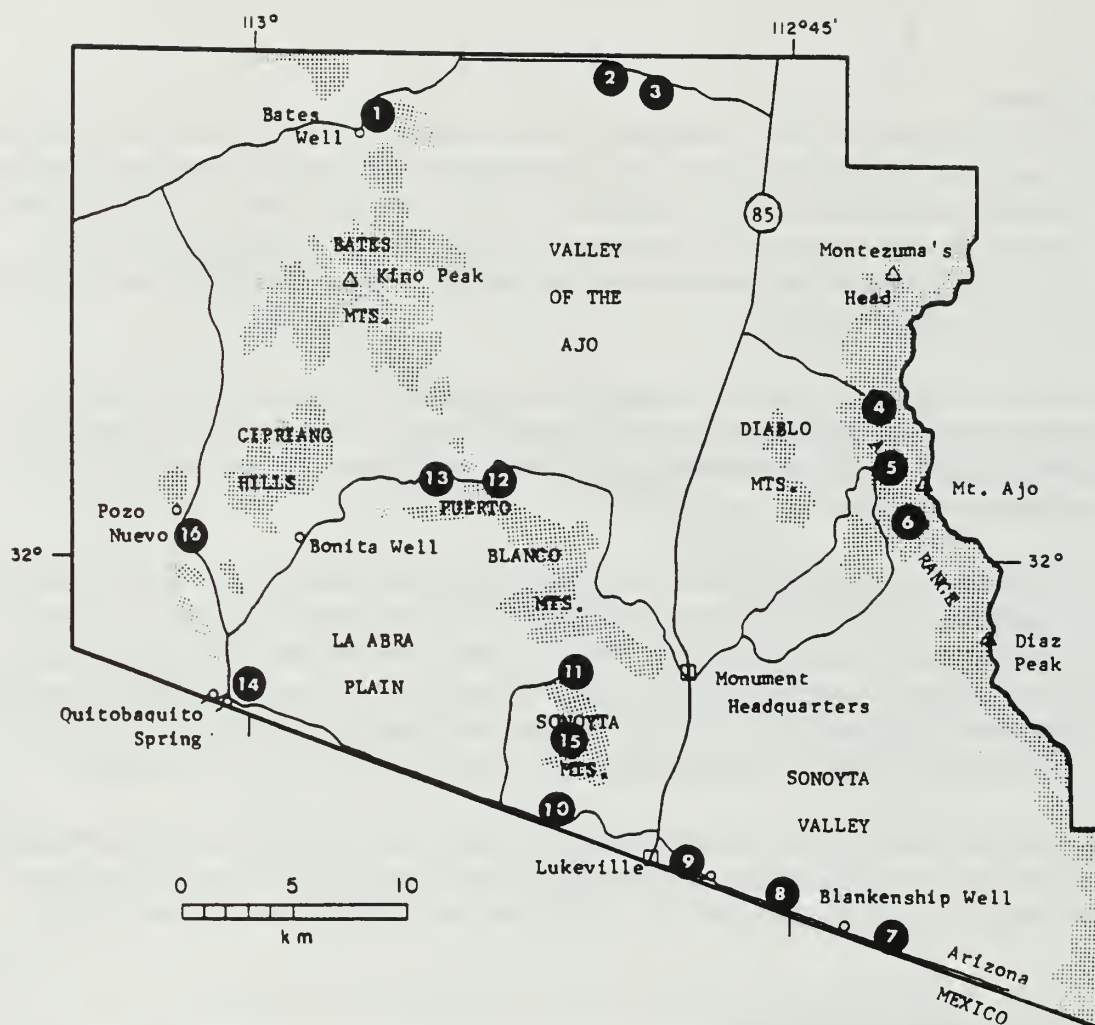 113°
112°45'
2
3
1
Bates
Well
85
BATES
Kino Peak
MTS.
VALLEY
OF THE
AJO
Montezuma's
Head
4
CIPRIANO
HILLS
DIABLO
MTS.
5
Mt. Ajo
13
12
PUERTO
6
Pozo
Nuevo
16
Bonita Well
BLANCO
MTS.
32°
32°
RANGE
LA ABRA
PLAIN
Diaz
Peak
11
Monument
Headquarters
14
Quitobaquito
Spring
SONOYTA
15
MTS.
SONOYTA
VALLEY
10
Lukeville
9
8
Blankenship Well
7
0 5 10
km
Arizona
MEXICO